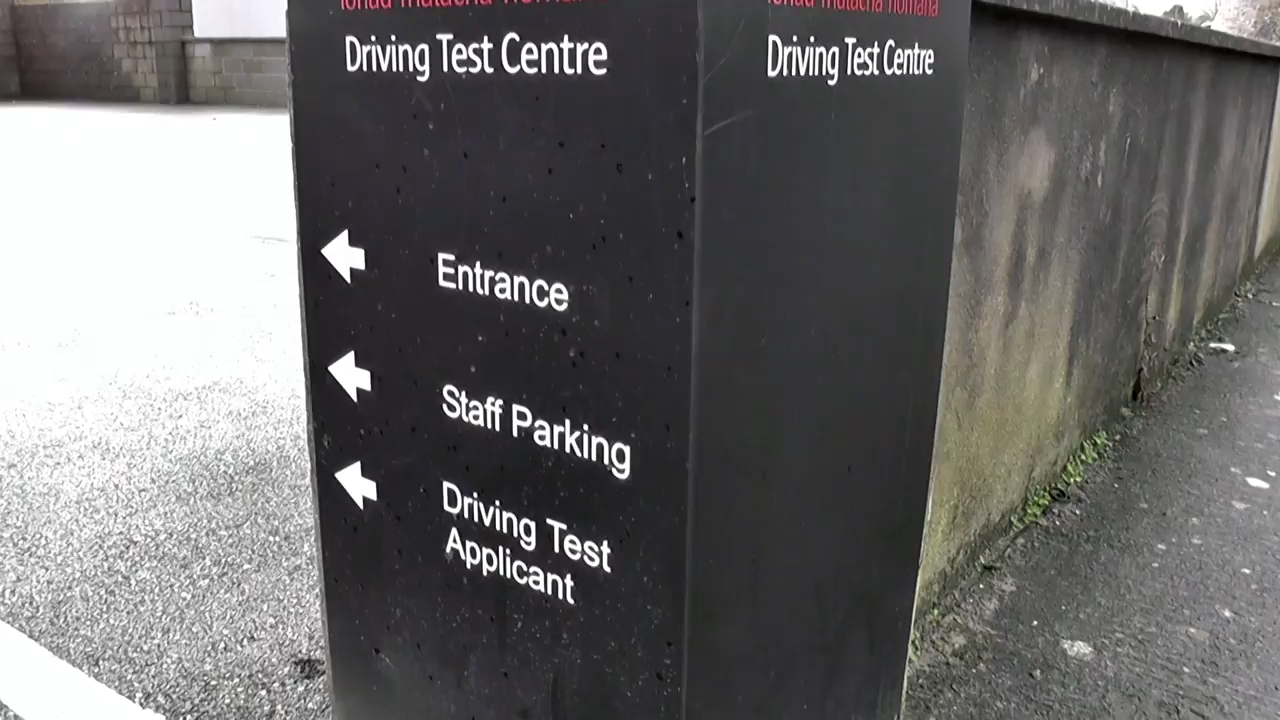 Driving Test Centre
Entrance
Staff Parking
Driving Test
Applicant
Driving Test Centre